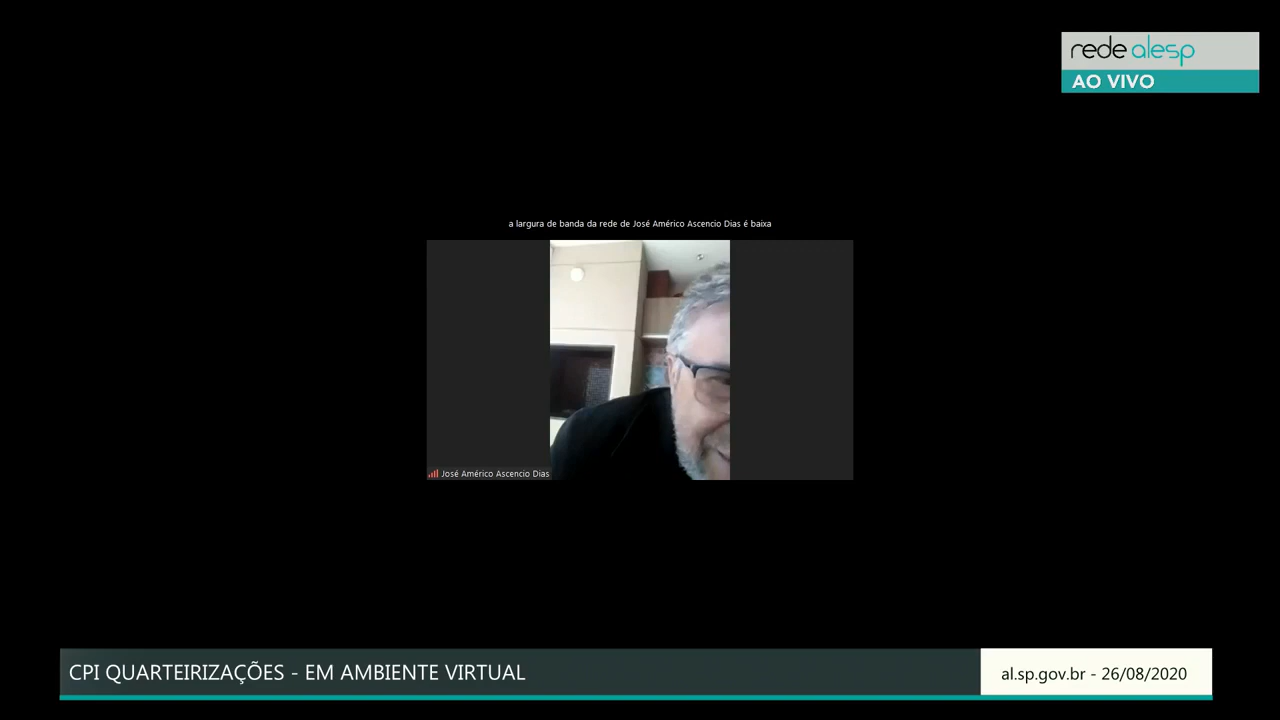 rede alesp
AO VIVO
a largura de banda da rede de José Américo Ascencio Dias é baixa
José Américo Ascencio Dias
CPI QUARTEIRIZAÇÕES - EM AMBIENTE VIRTUAL
al.sp.gov.br - 26/08/2020